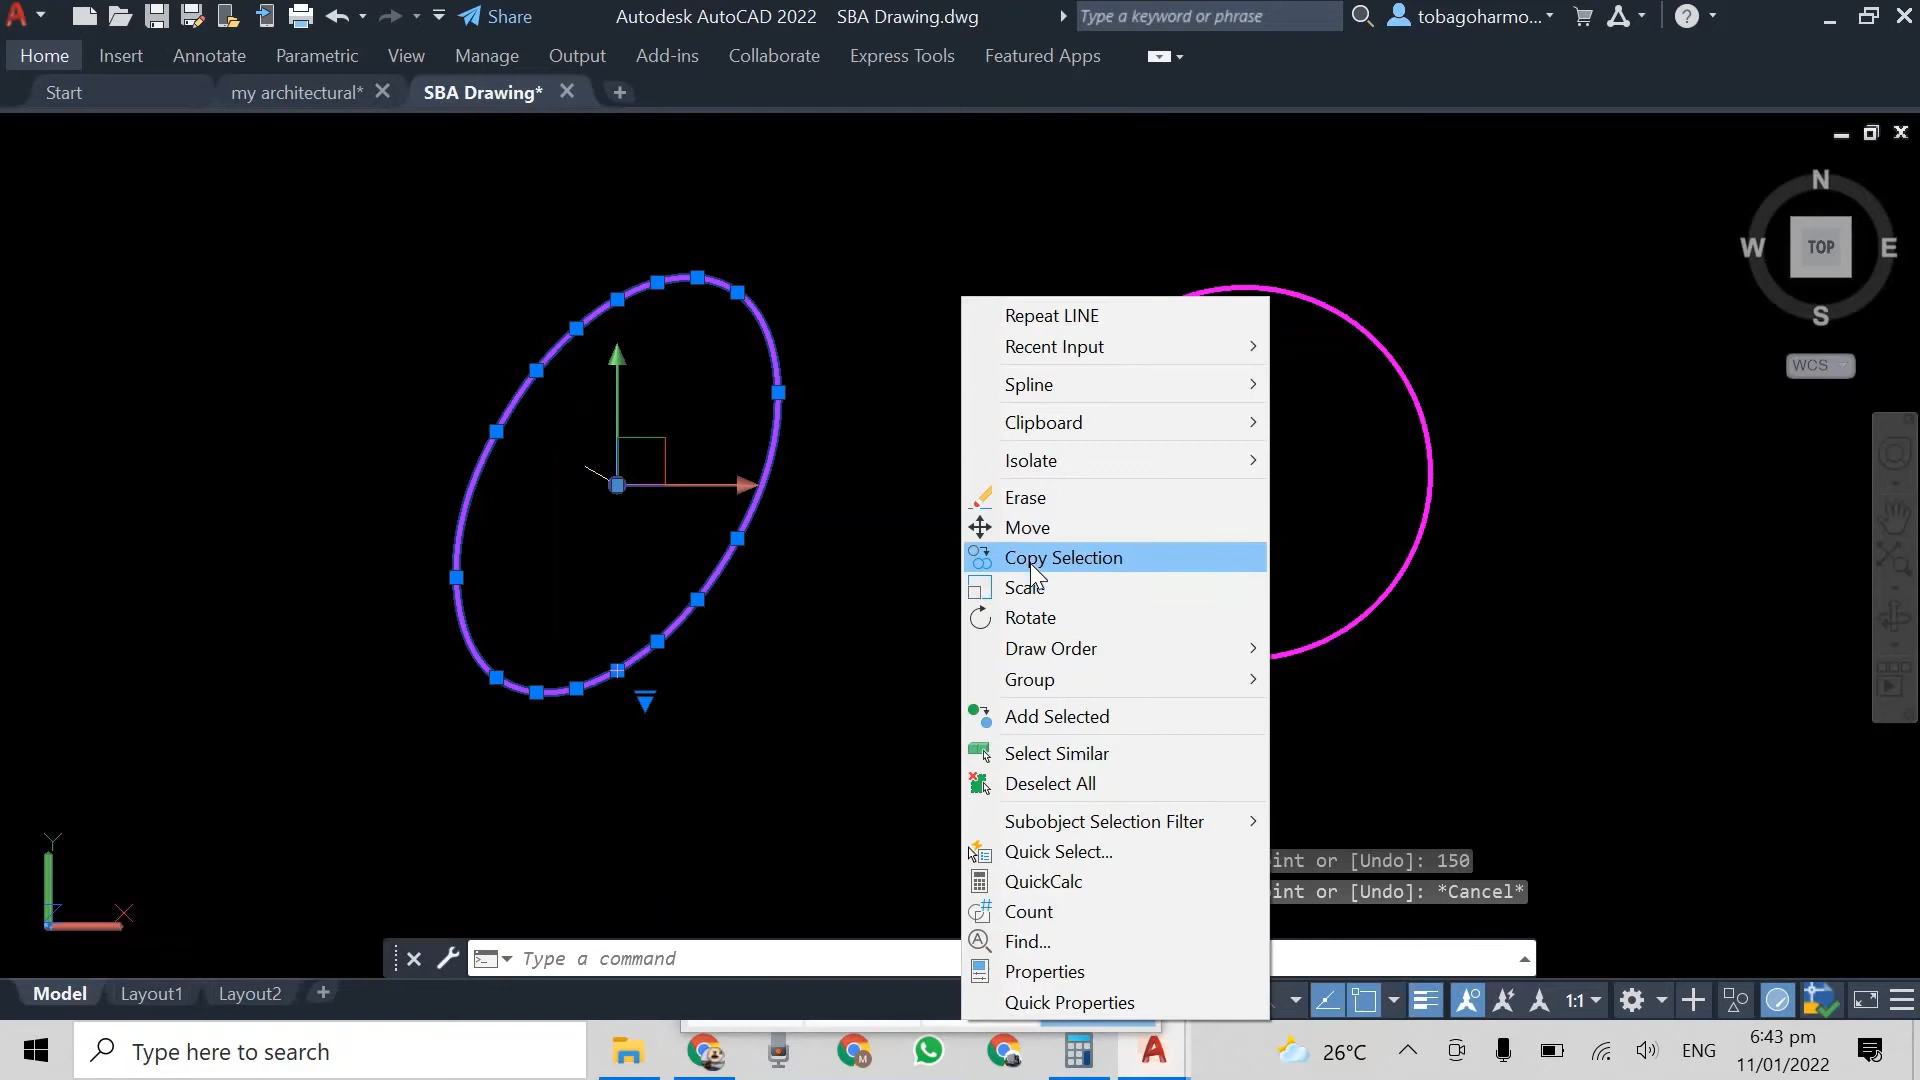 Share
Autodesk AutoCAD 2022 SBA Drawing.dwg
Type a keyword or phrase
tobagoharmo...
Home Insert Annotate Parametric View Manage Output Add-ins Collaborate Express Tools Featured Apps
Start my architectural* SBA Drawing*
N
W TOP E
S
WCS
Repeat LINE
Recent Input
Spline
Clipboard
Isolate
Erase
Move
Copy Selection
Scale
Rotate
Draw Order
Group
Add Selected
Select Similar
Deselect All
Subobject Selection Filter
Quick Select...
QuickCalc
Count
Find...
Properties
Quick Properties
Y
X
int or [Undo]: 150
int or [Undo]: *Cancel*
Type a command
Model Layout1 Layout2
1:1
Type here to search
26°C
ENG
6:43 pm
11/01/2022